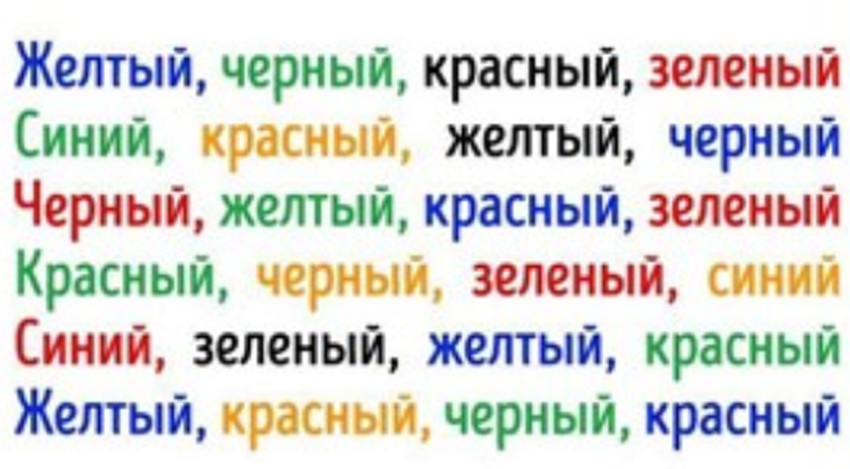 Желтый, черный, красный, зеленый
Синий, красный, желтый, черный
Черный, желтый, красный, зеленый
Красный, черный, зеленый, синий
Синий, зеленый, желтый, красный
Желтый, красный, черный, красный